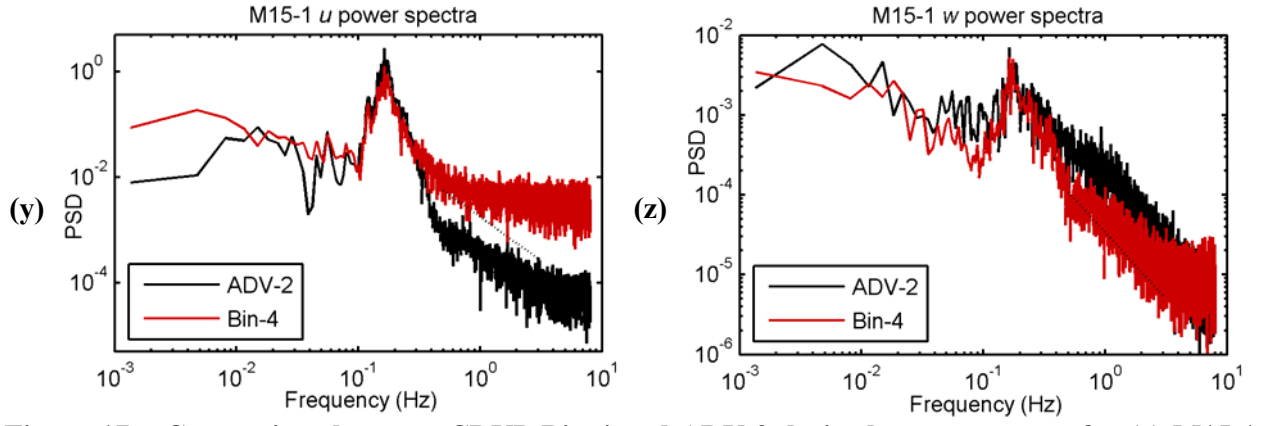 M15-1 u power spectra
(y)
PSD
10^0
10^-2
10^-4
ADV-2
Bin-4
10^-3 10^-2 10^-1 10^0 10^1
Frequency (Hz)
M15-1 w power spectra
(z)
PSD
10^-2
10^-3
10^-4
10^-5
10^-6
ADV-2
Bin-4
10^-3 10^-2 10^-1 10^0 10^1
Frequency (Hz)